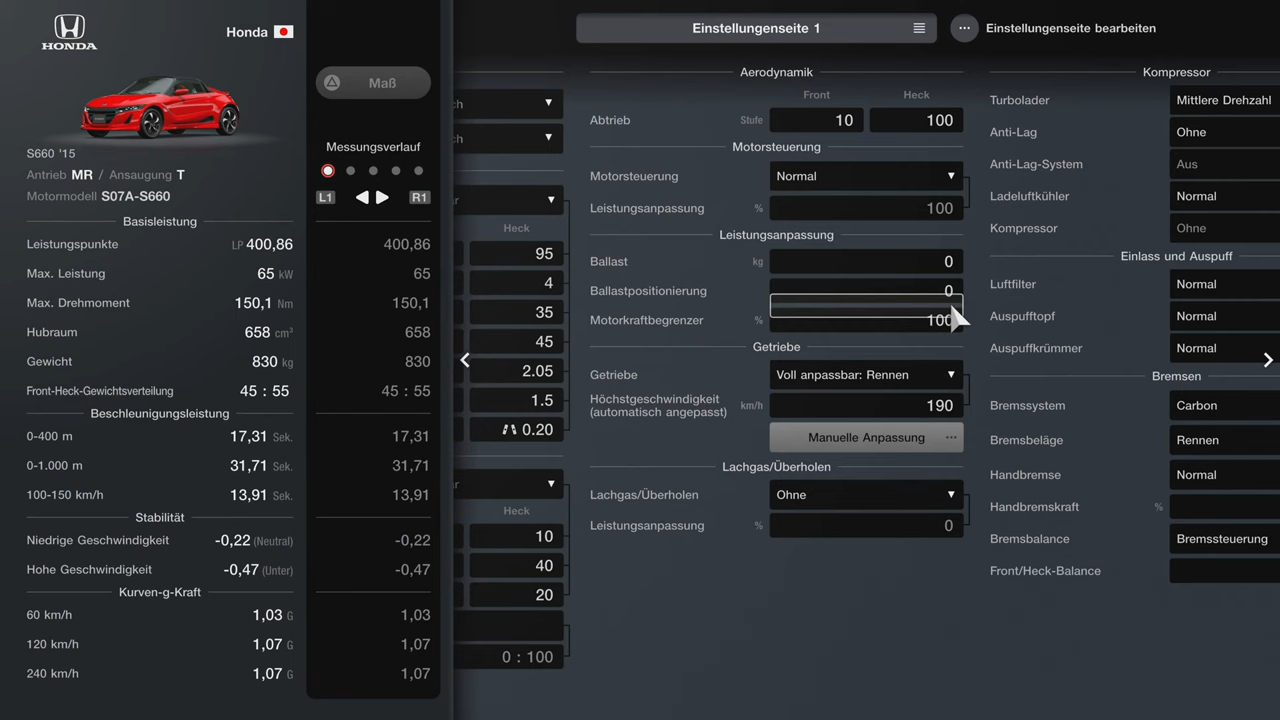 HONDA
Honda
S660 '15
Antrieb MR / Ansaugung T
Motormodell S07A-S660
Basisleistung
Leistungspunkte LP 400,86
Max. Leistung 65 kW
Max. Drehmoment 150,1 Nm
Hubraum 658 cm³
Gewicht 830 kg
Front-Heck-Gewichtsverteilung 45 : 55
Beschleunigungsleistung
0-400 m 17,31 Sek.
0-1.000 m 31,71 Sek.
100-150 km/h 13,91 Sek.
Stabilität
Niedrige Geschwindigkeit -0,22 (Neutral)
Hohe Geschwindigkeit -0,47 (Unter)
Kurven-g-Kraft
60 km/h 1,03 G
120 km/h 1,07 G
240 km/h 1,07 G
Maß
Messungsverlauf
L1 R1
400,86
65
150,1
658
830
45 : 55
17,31
31,71
13,91
-0,22
-0,47
1,03
1,07
1,07
Einstellungenseite 1
Einstellungenseite bearbeiten
ch
ch
ar
Heck
95
4
35
45
2.05
1.5
0.20
ar
Heck
10
40
20
0 : 100
Aerodynamik
Front Heck
Abtrieb Stufe 10 100
Motorsteuerung
Motorsteuerung Normal
Leistungsanpassung % 100
Leistungsanpassung
Ballast kg 0
Ballastpositionierung 0
Motorkraftbegrenzer % 100
Getriebe
Getriebe Voll anpassbar: Rennen
Höchstgeschwindigkeit
(automatisch angepasst) km/h 190
Manuelle Anpassung
Lachgas/Überholen
Lachgas/Überholen Ohne
Leistungsanpassung % 0
Kompressor
Turbolader Mittlere Drehzahl
Anti-Lag Ohne
Anti-Lag-System Aus
Ladeluftkühler Normal
Kompressor Ohne
Einlass und Auspuff
Luftfilter Normal
Auspufftopf Normal
Auspuffkrümmer Normal
Bremsen
Bremssystem Carbon
Bremsbeläge Rennen
Handbremse Normal
Handbremskraft %
Bremsbalance Bremssteuerung
Front/Heck-Balance